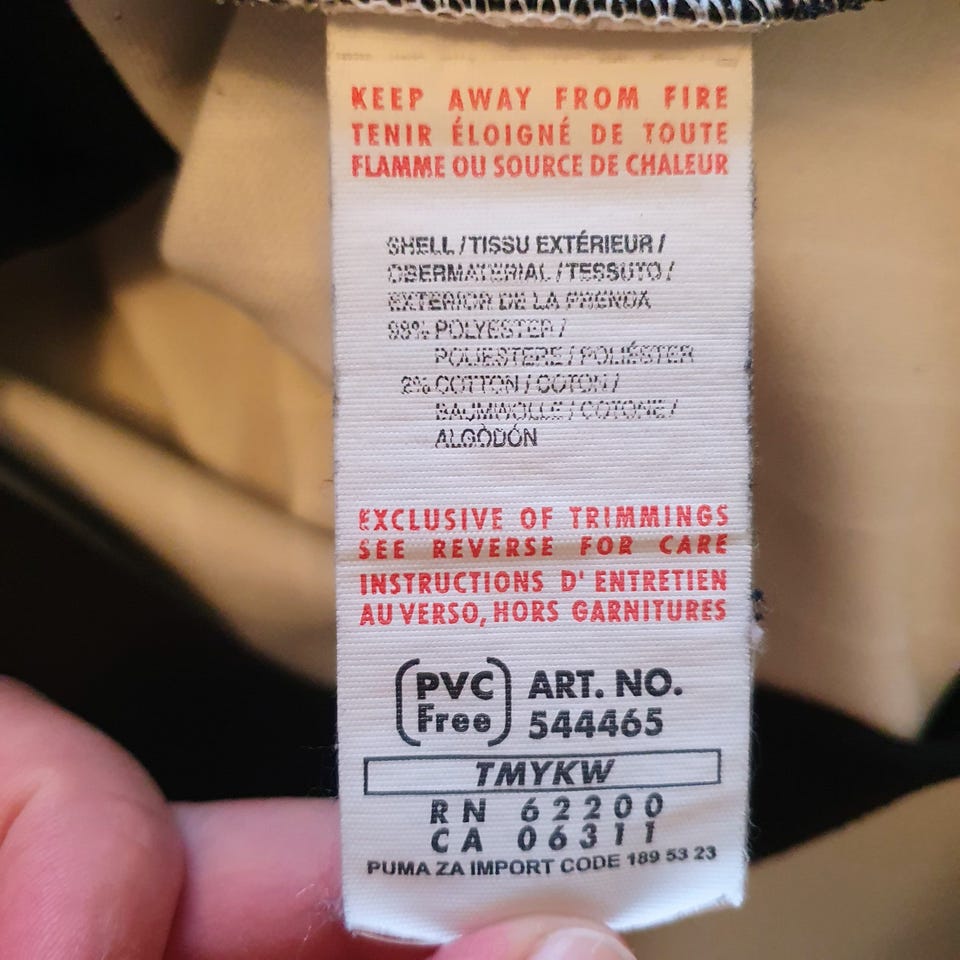 KEEP AWAY FROM FIRE
TENIR ÉLOIGNÉ DE TOUTE
FLAMME OU SOURCE DE CHALEUR
SHELL / TISSU EXTÉRIEUR /
OBERMATERIAL / TESSUTO /
EXTERIOR DE LA PRENDA
98% POLYESTER /
POLIESTERE / POLIÉSTER
2% COTTON / COTON /
BAUMWOLLE / COTONE /
ALGODÓN
EXCLUSIVE OF TRIMMINGS
SEE REVERSE FOR CARE
INSTRUCTIONS D' ENTRETIEN
AU VERSO, HORS GARNITURES
PVC Free
ART. NO.
544465
TMYKW
RN 62200
CA 06311
PUMA ZA IMPORT CODE 189 53 23